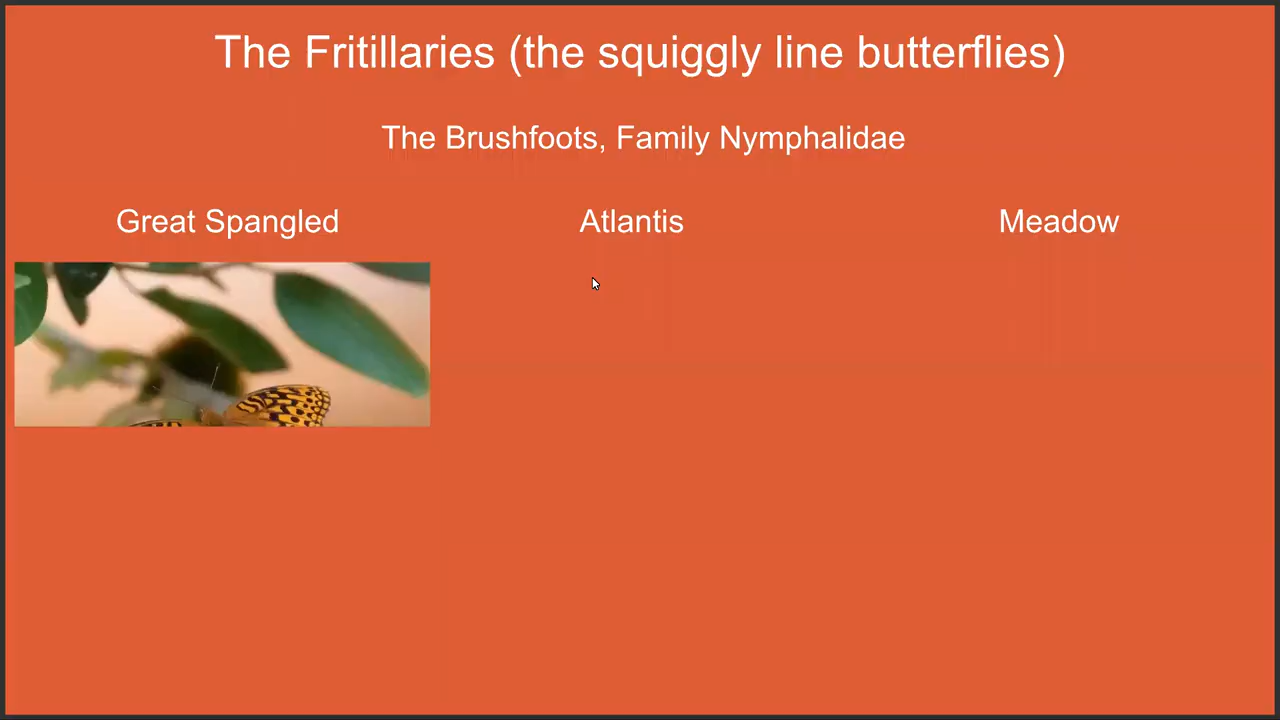 The Fritillaries (the squiggly line butterflies)
The Brushfoots, Family Nymphalidae
Great Spangled
Atlantis
Meadow